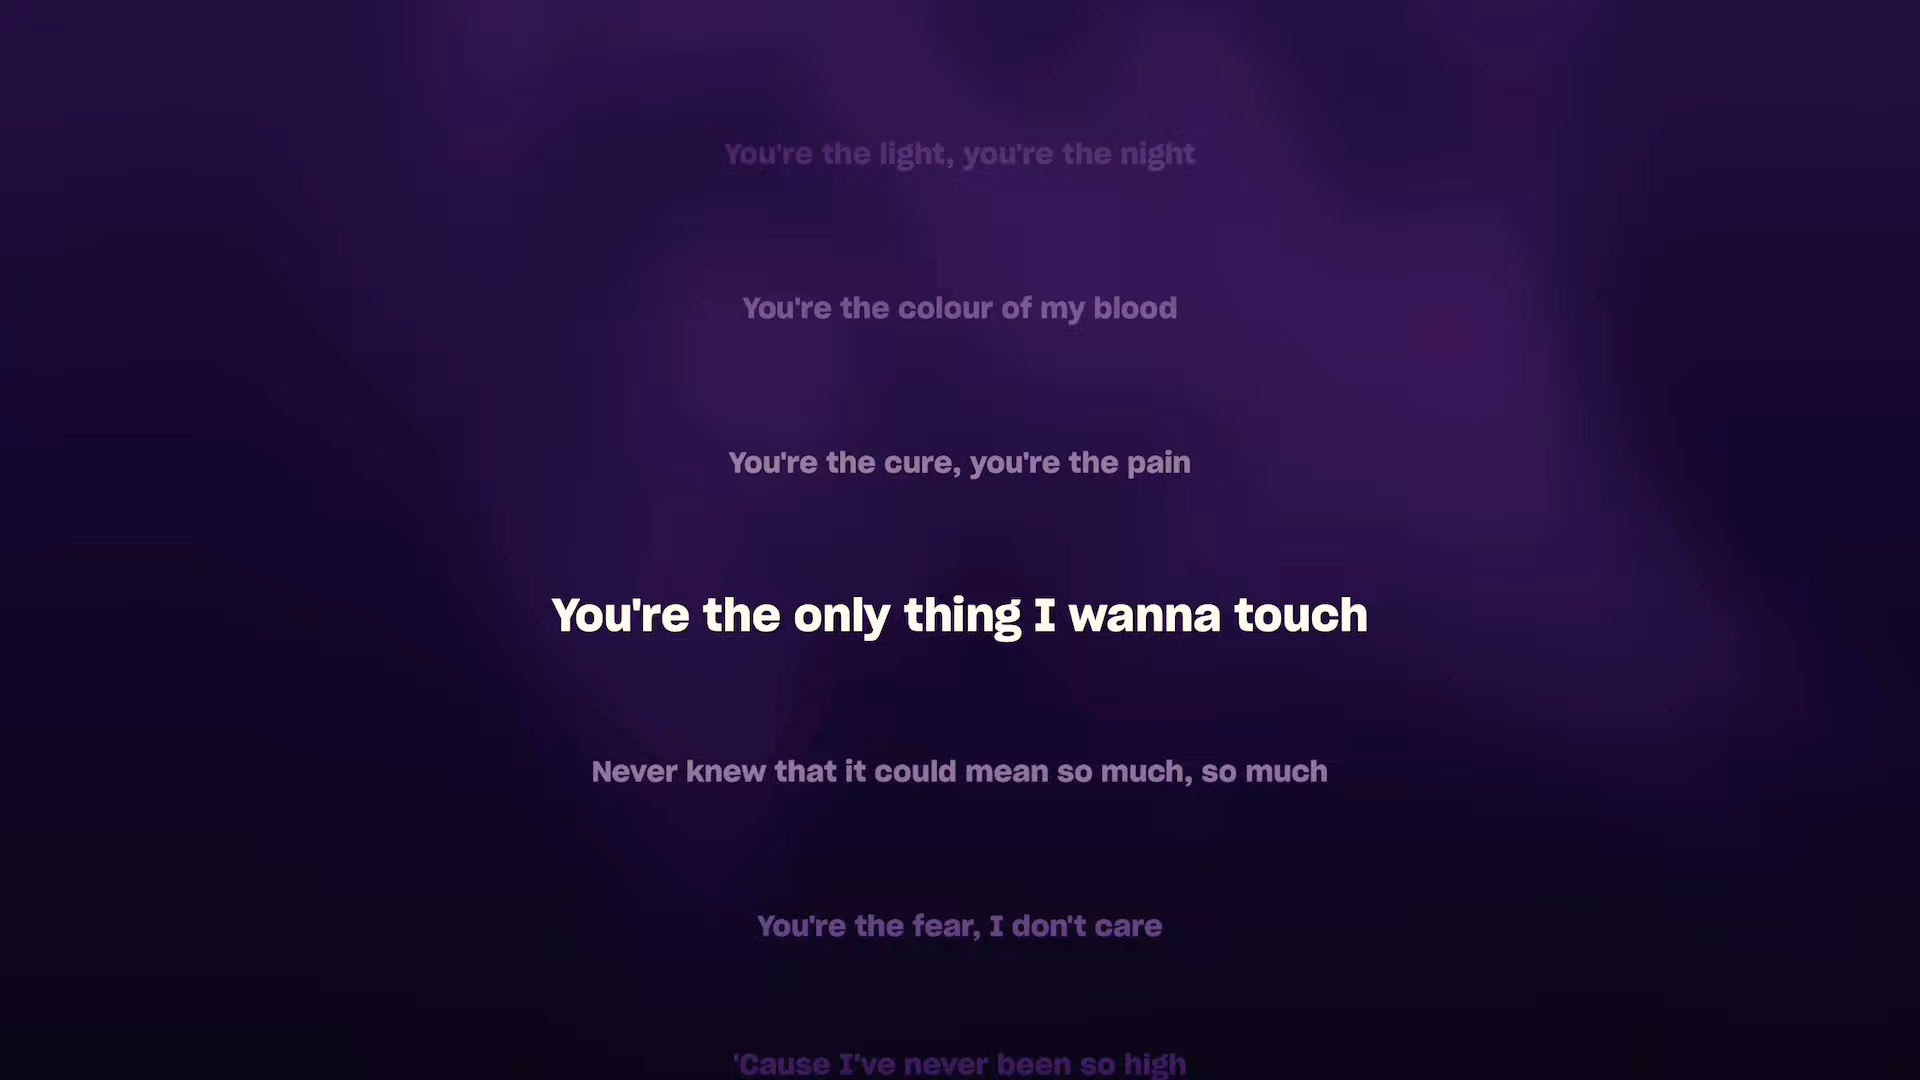 You're the light, you're the night
You're the colour of my blood
You're the cure, you're the pain
You're the only thing I wanna touch
Never knew that it could mean so much, so much
You're the fear, I don't care
'Cause I've never been so high